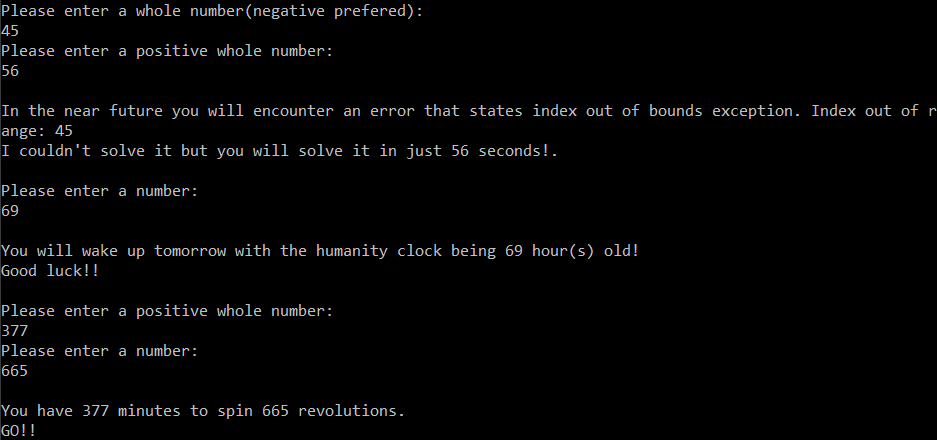 Please enter a whole number(negative prefered):
45
Please enter a positive whole number:
56
In the near future you will encounter an error that states index out of bounds exception. Index out of r
ange: 45
I couldn't solve it but you will solve it in just 56 seconds!.
Please enter a number:
69
You will wake up tomorrow with the humanity clock being 69 hour(s) old!
Good luck!!
Please enter a positive whole number:
377
Please enter a number:
665
You have 377 minutes to spin 665 revolutions.
GO!!